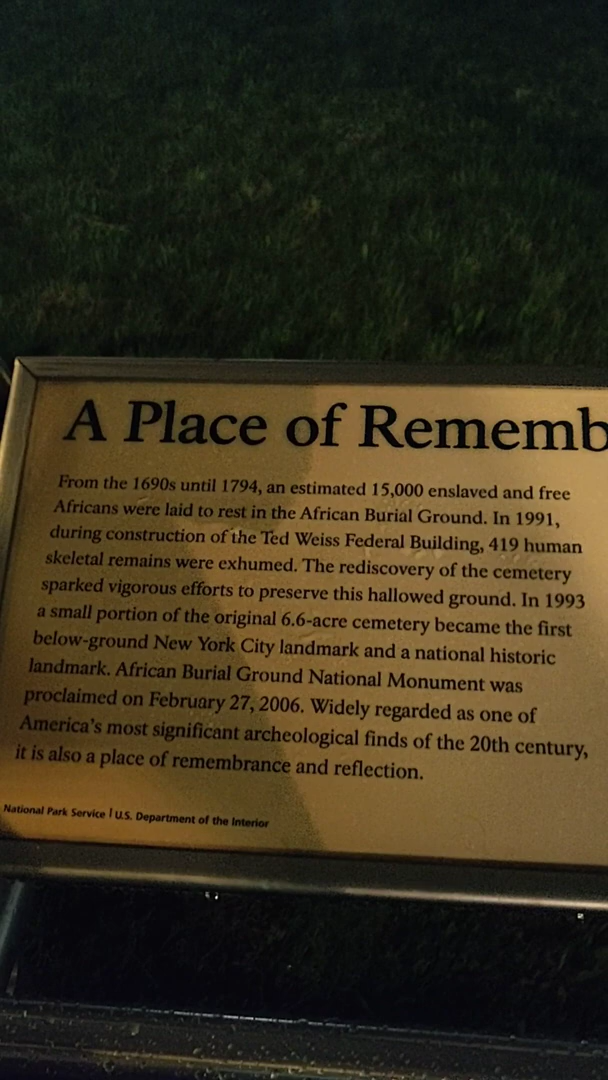 A Place of Rememb
From the 1690s until 1794, an estimated 15,000 enslaved and free
Africans were laid to rest in the African Burial Ground. In 1991,
during construction of the Ted Weiss Federal Building, 419 human
skeletal remains were exhumed. The rediscovery of the cemetery
sparked vigorous efforts to preserve this hallowed ground. In 1993
a small portion of the original 6.6-acre cemetery became the first
below-ground New York City landmark and a national historic
landmark. African Burial Ground National Monument was
proclaimed on February 27, 2006. Widely regarded as one of
America's most significant archeological finds of the 20th century,
it is also a place of remembrance and reflection.
National Park Service | U.S. Department of the Interior